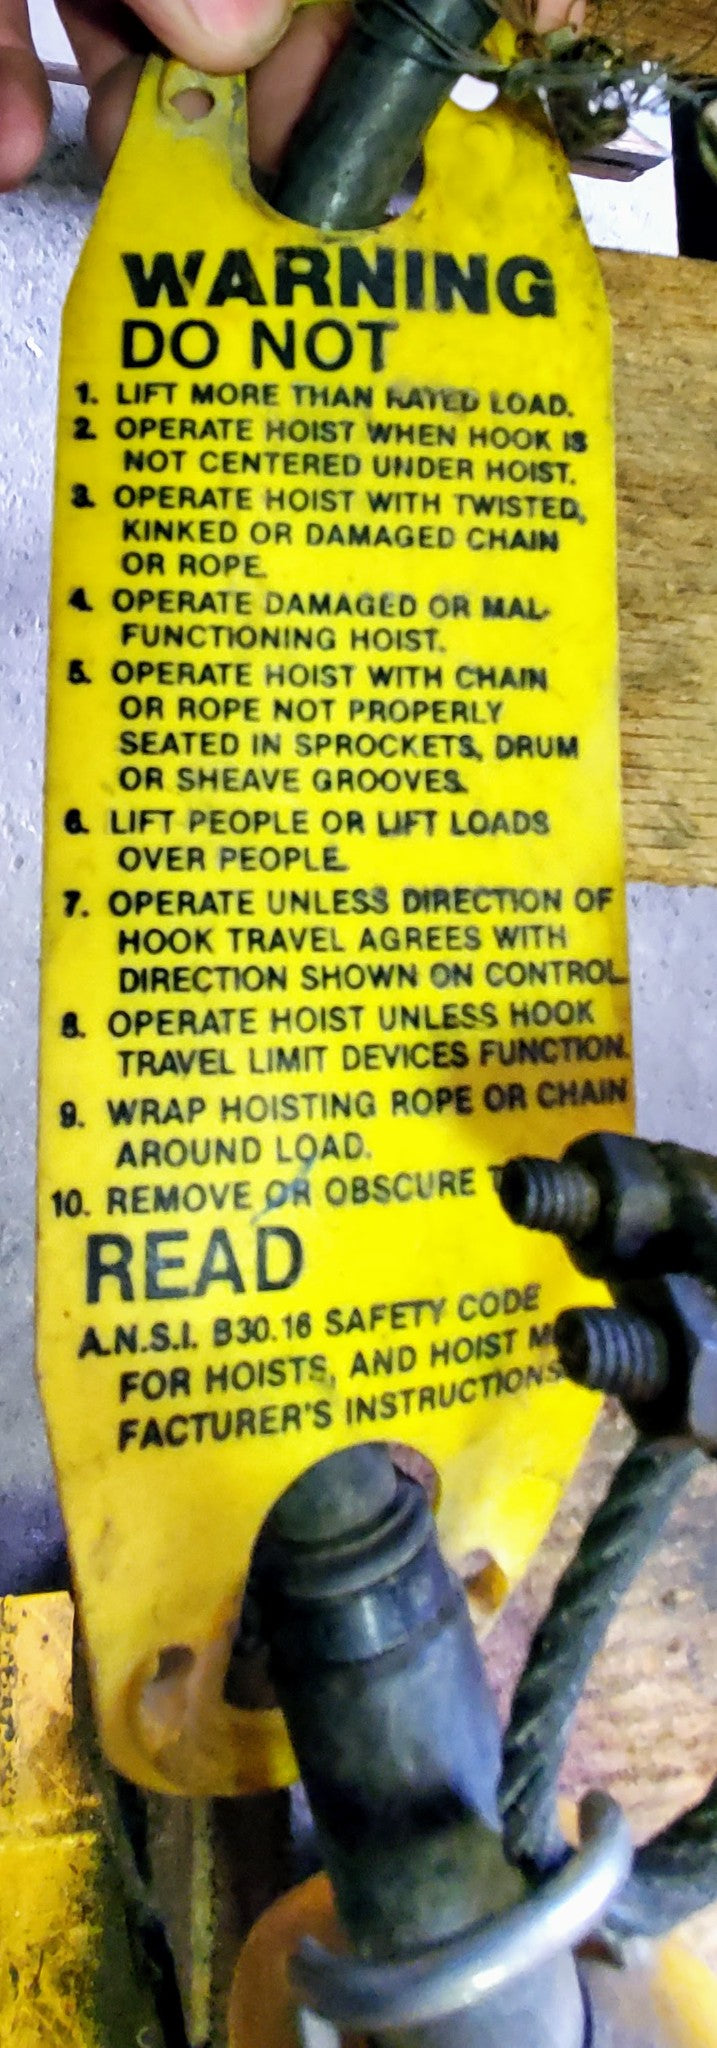 WARNING
DO NOT
1. LIFT MORE THAN RATED LOAD.
2. OPERATE HOIST WHEN HOOK IS
NOT CENTERED UNDER HOIST.
3. OPERATE HOIST WITH TWISTED,
KINKED OR DAMAGED CHAIN
OR ROPE.
4. OPERATE DAMAGED OR MAL-
FUNCTIONING HOIST.
5. OPERATE HOIST WITH CHAIN
OR ROPE NOT PROPERLY
SEATED IN SPROCKETS, DRUM
OR SHEAVE GROOVES.
6. LIFT PEOPLE OR LIFT LOADS
OVER PEOPLE.
7. OPERATE UNLESS DIRECTION OF
HOOK TRAVEL AGREES WITH
DIRECTION SHOWN ON CONTROL.
8. OPERATE HOIST UNLESS HOOK
TRAVEL LIMIT DEVICES FUNCTION.
9. WRAP HOISTING ROPE OR CHAIN
AROUND LOAD.
10. REMOVE OR OBSCURE
READ
A.N.S.I. B30.16 SAFETY CODE
FOR HOISTS, AND HOIST
FACTURER'S INSTRUCTIONS